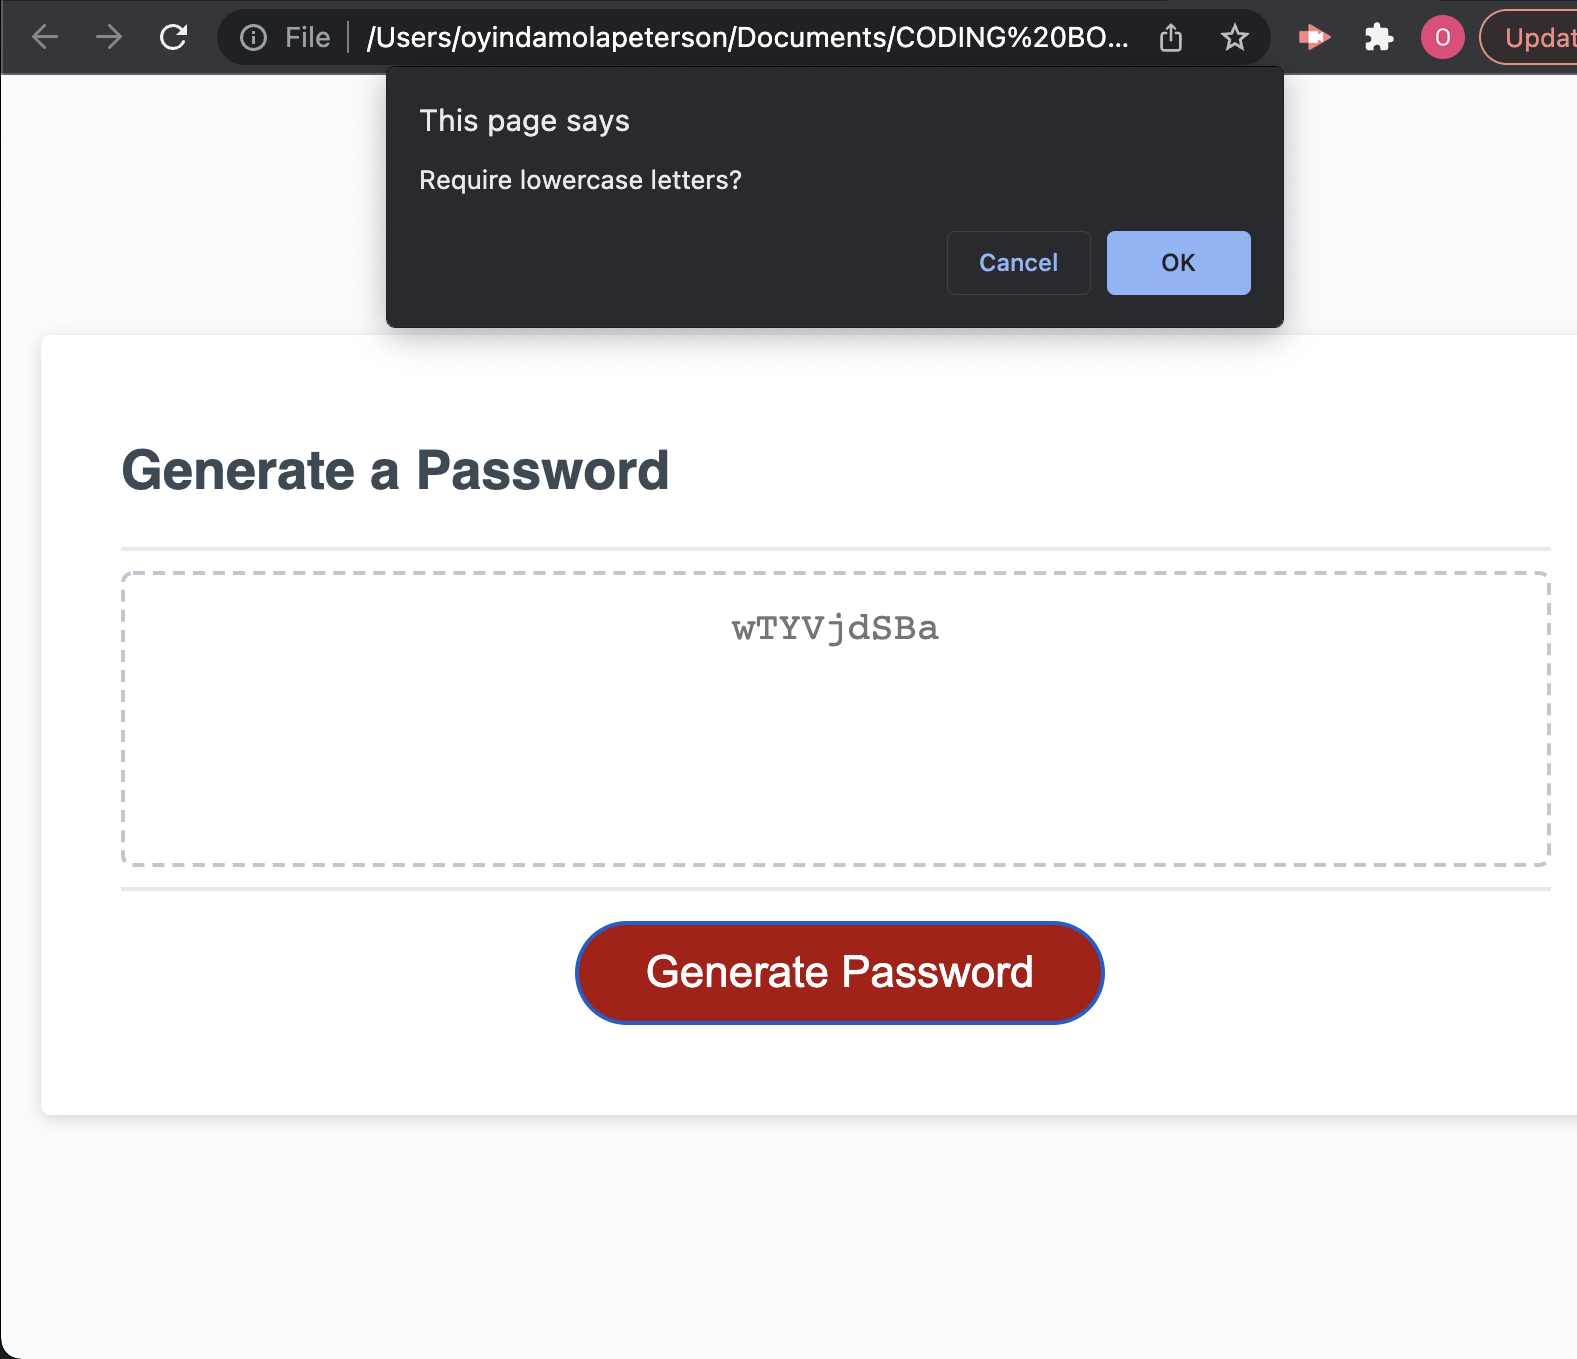 File /Users/oyindamolapeterson/Documents/CODING%20BO... O Updat
This page says
Require lowercase letters?
Cancel OK
Generate a Password
wTYVjdSBa
Generate Password